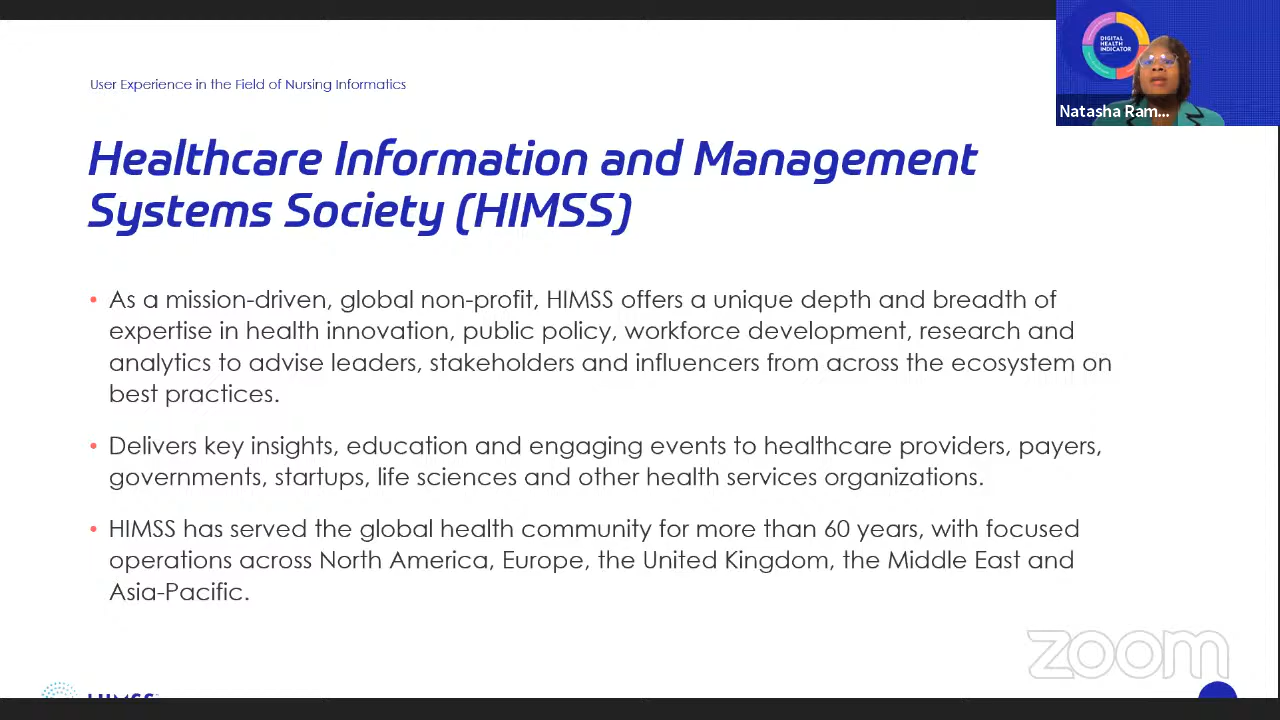 User Experience in the Field of Nursing Informatics
DIGITAL
HEALTH
INDICATOR
Natasha Ram...
Healthcare Information and Management
Systems Society (HIMSS)
• As a mission-driven, global non-profit, HIMSS offers a unique depth and breadth of
expertise in health innovation, public policy, workforce development, research and
analytics to advise leaders, stakeholders and influencers from across the ecosystem on
best practices.
• Delivers key insights, education and engaging events to healthcare providers, payers,
governments, startups, life sciences and other health services organizations.
• HIMSS has served the global health community for more than 60 years, with focused
operations across North America, Europe, the United Kingdom, the Middle East and
Asia-Pacific.
zoom
HIMSS